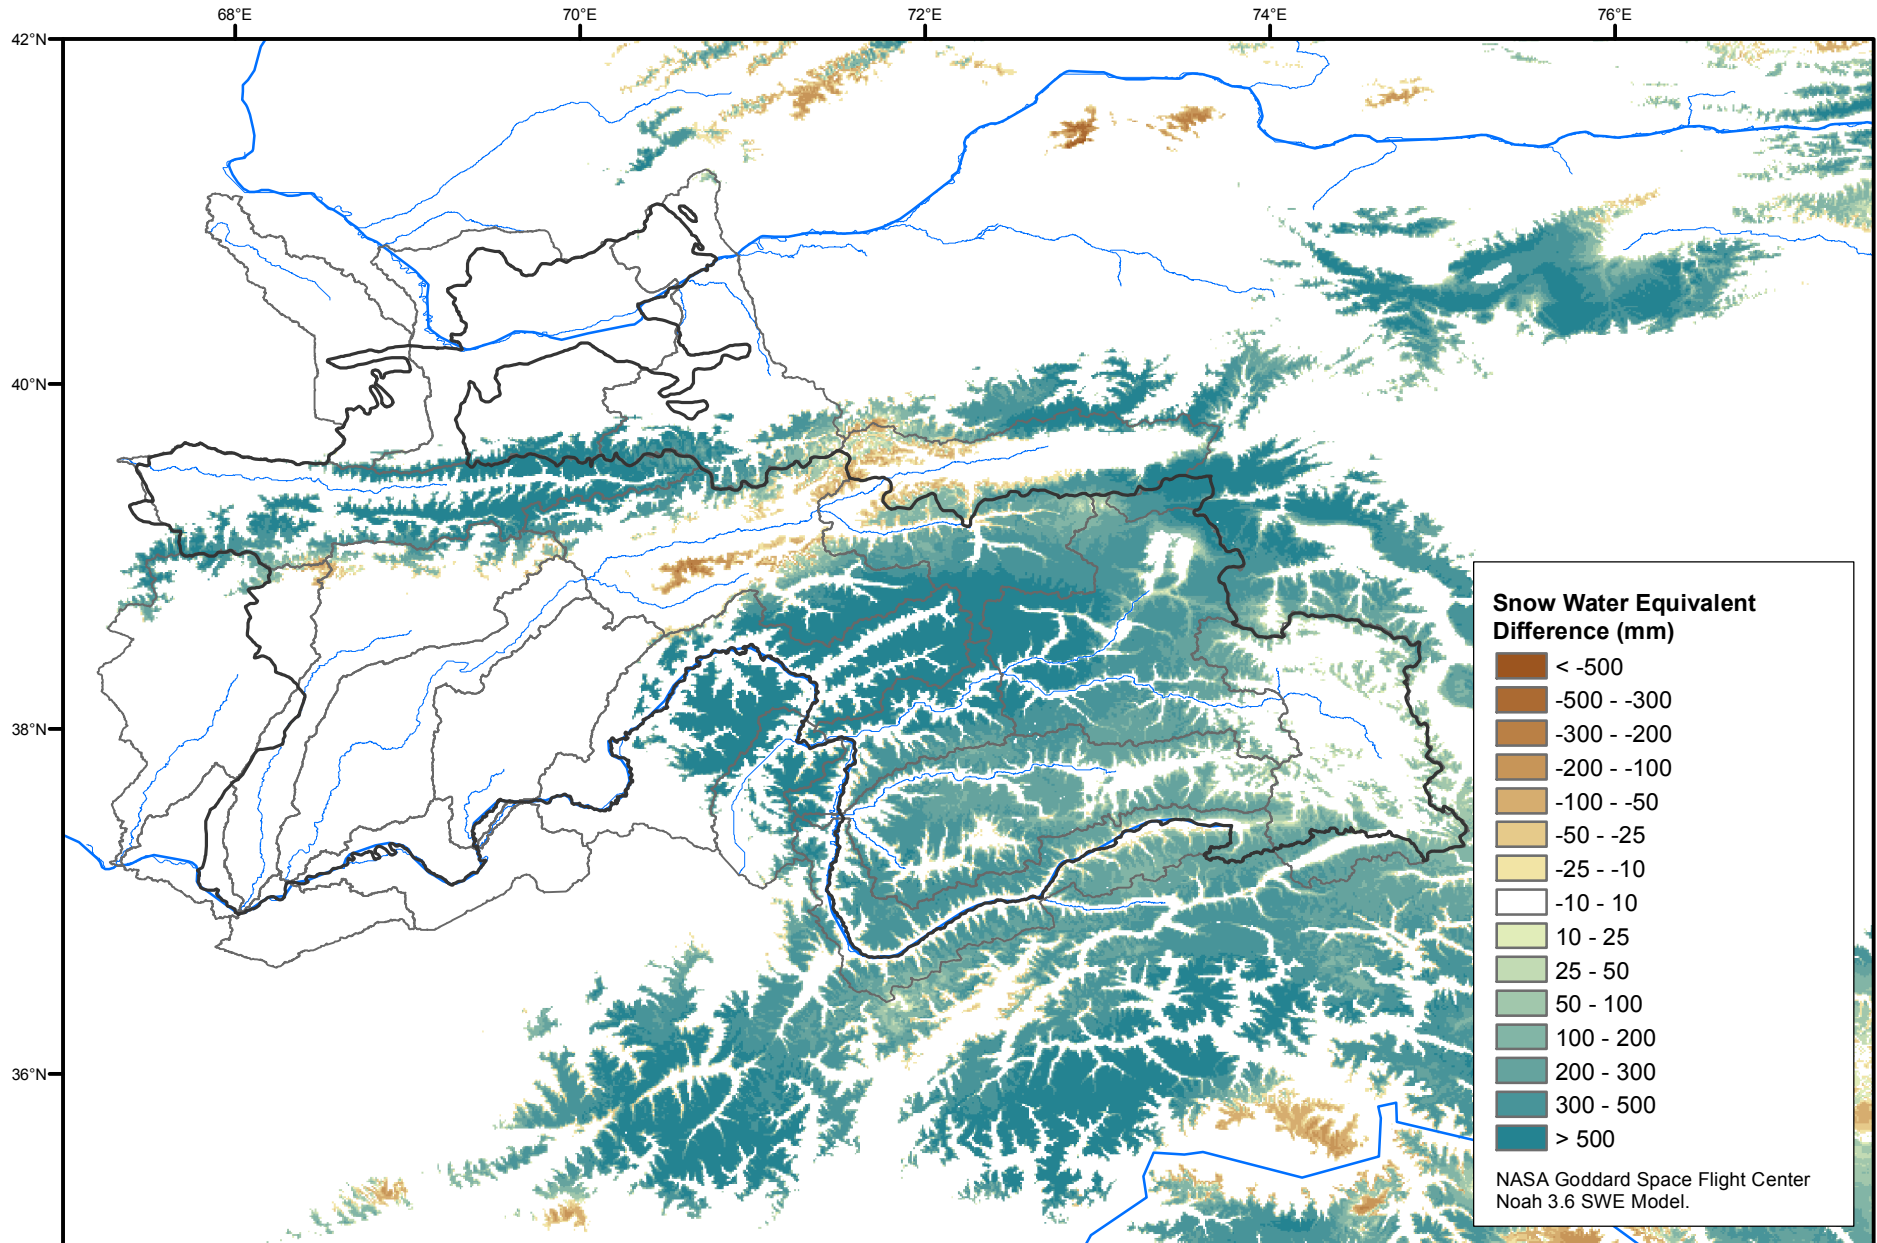 68°E
70°E
72°E
74°E
76°E
42°N
40°N
38°N
36°N
Snow Water Equivalent
Difference (mm)
< -500
-500 - -300
-300 - -200
-200 - -100
-100 - -50
-50 - -25
-25 - -10
-10 - 10
10 - 25
25 - 50
50 - 100
100 - 200
200 - 300
300 - 500
> 500
NASA Goddard Space Flight Center
Noah 3.6 SWE Model.